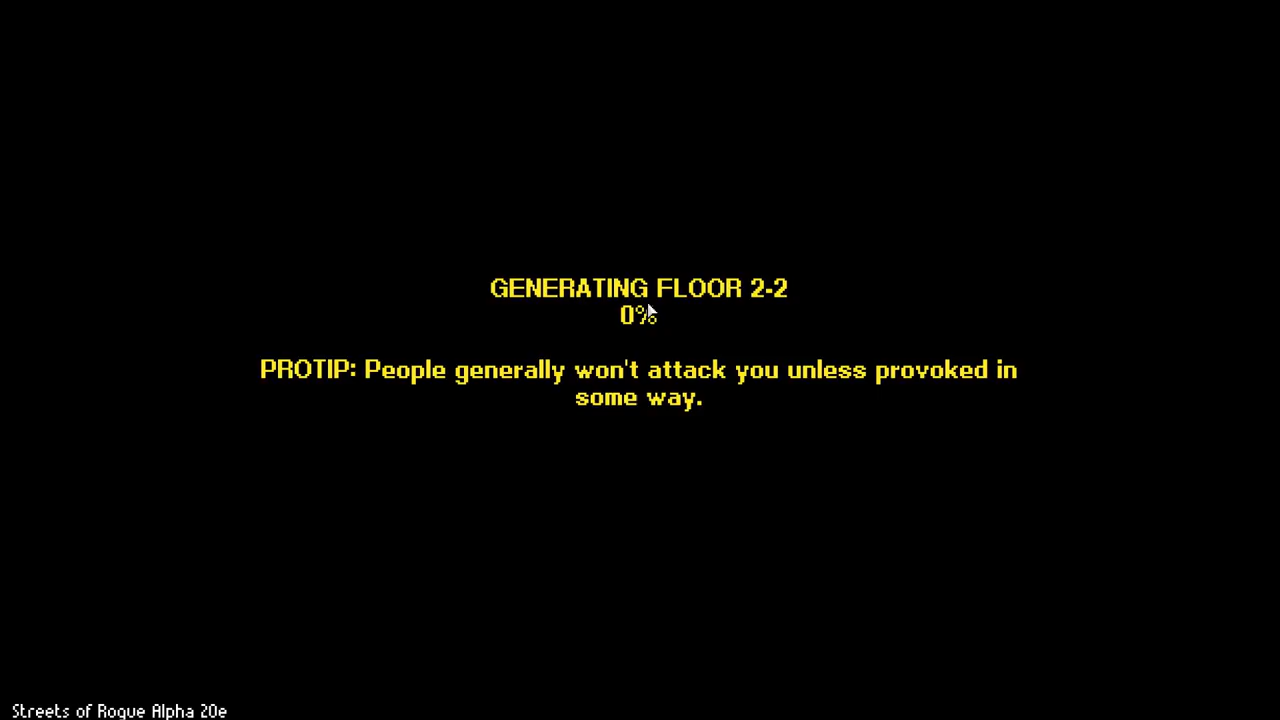 GENERATING FLOOR 2-2
0%
PROTIP: People generally won't attack you unless provoked in
some way.
Streets of Rogue Alpha 20e